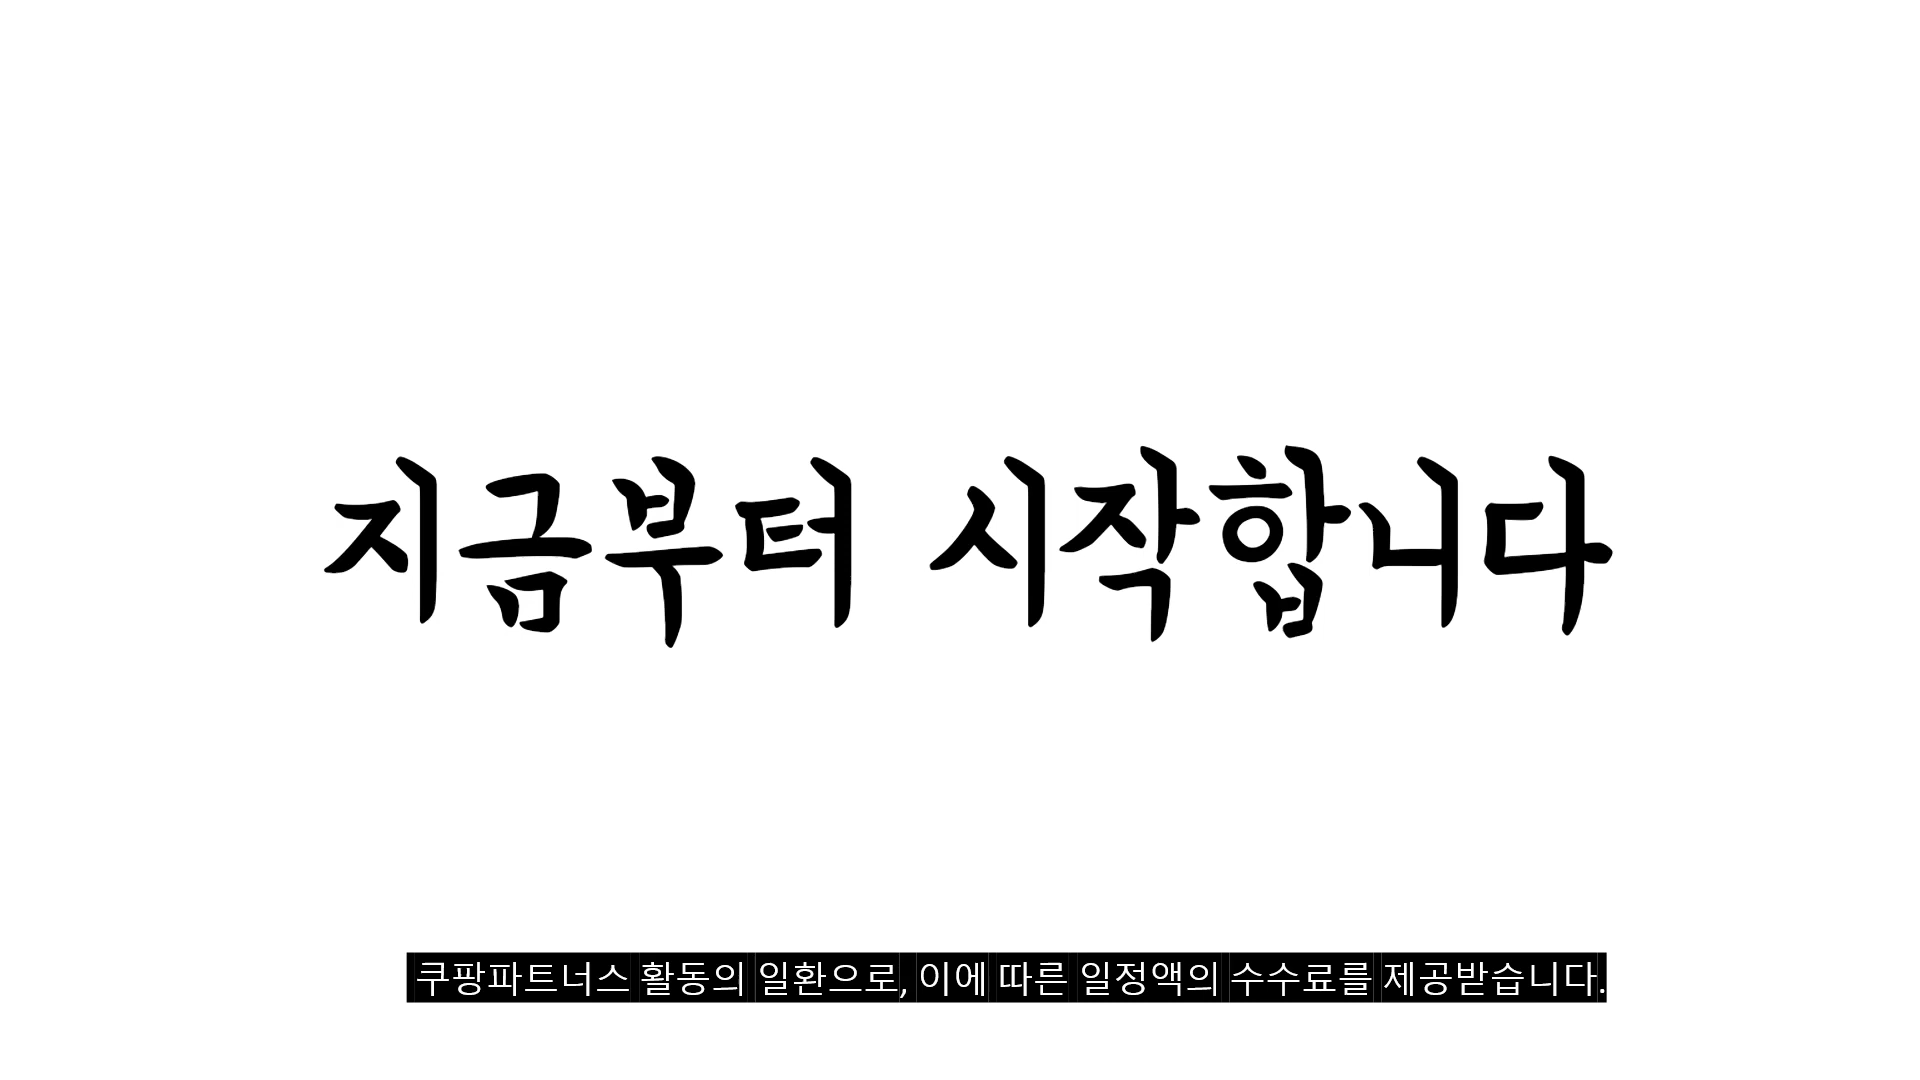 지금부터 시작합니다
쿠팡파트너스 활동의 일환으로, 이에 따른 일정액의 수수료를 제공받습니다.